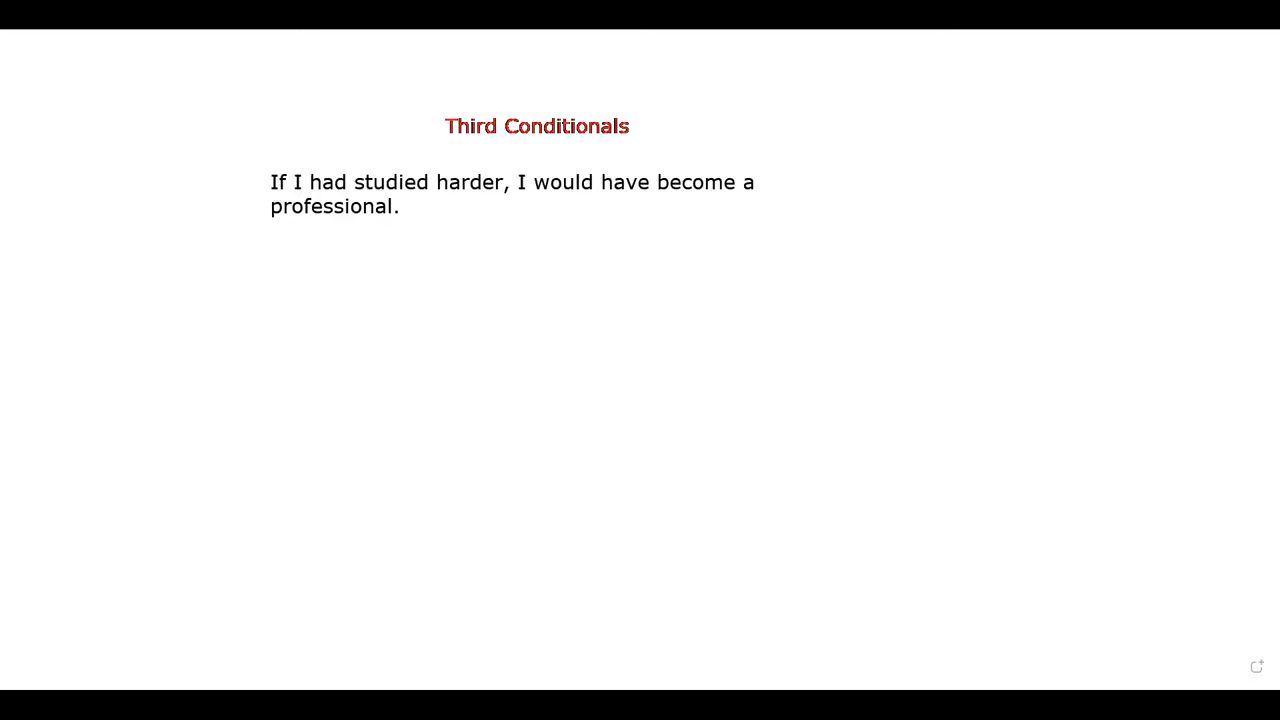 Third Conditionals
If I had studied harder, I would have become a
professional.